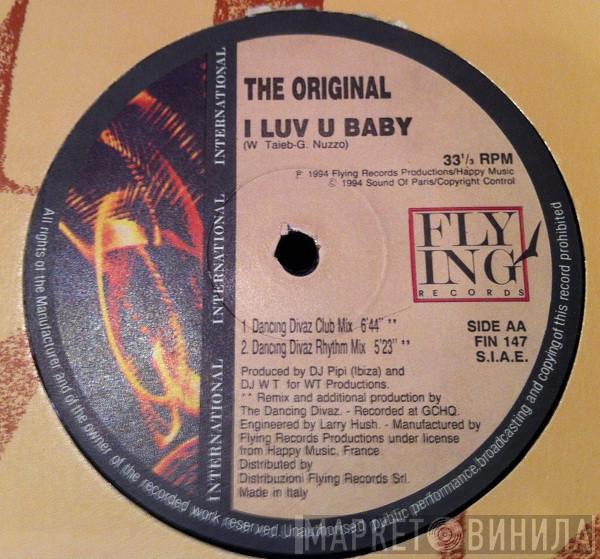 THE ORIGINAL
I LUV U BABY
(W Taieb-G. Nuzzo)
33 1/3 RPM
℗ 1994 Flying Records Productions/Happy Music
© 1994 Sound Of Paris/Copyright Control
FLY
ING
RECORDS
SIDE AA
FIN 147
S.I.A.E.
1. Dancing Divaz Club Mix 6'44" **
2. Dancing Divaz Rhythm Mix 5'23" **
Produced by DJ Pipi (Ibiza) and
DJ W T for WT Productions.
** Remix and additional production by
The Dancing Divaz. - Recorded at GCHQ.
Engineered by Larry Hush. - Manufactured by
Flying Records Productions under license
from Happy Music, France
Distributed by
Distribuzioni Flying Records Srl.
Made in Italy
INTERNATIONAL
INTERNATIONAL
INTERNATIONAL
All rights of the Manufacturer and of the owner of the recorded work reserved. Unauthorised public performance, broadcasting and copying of this record prohibited
МАРКЕТ ВИНИЛА